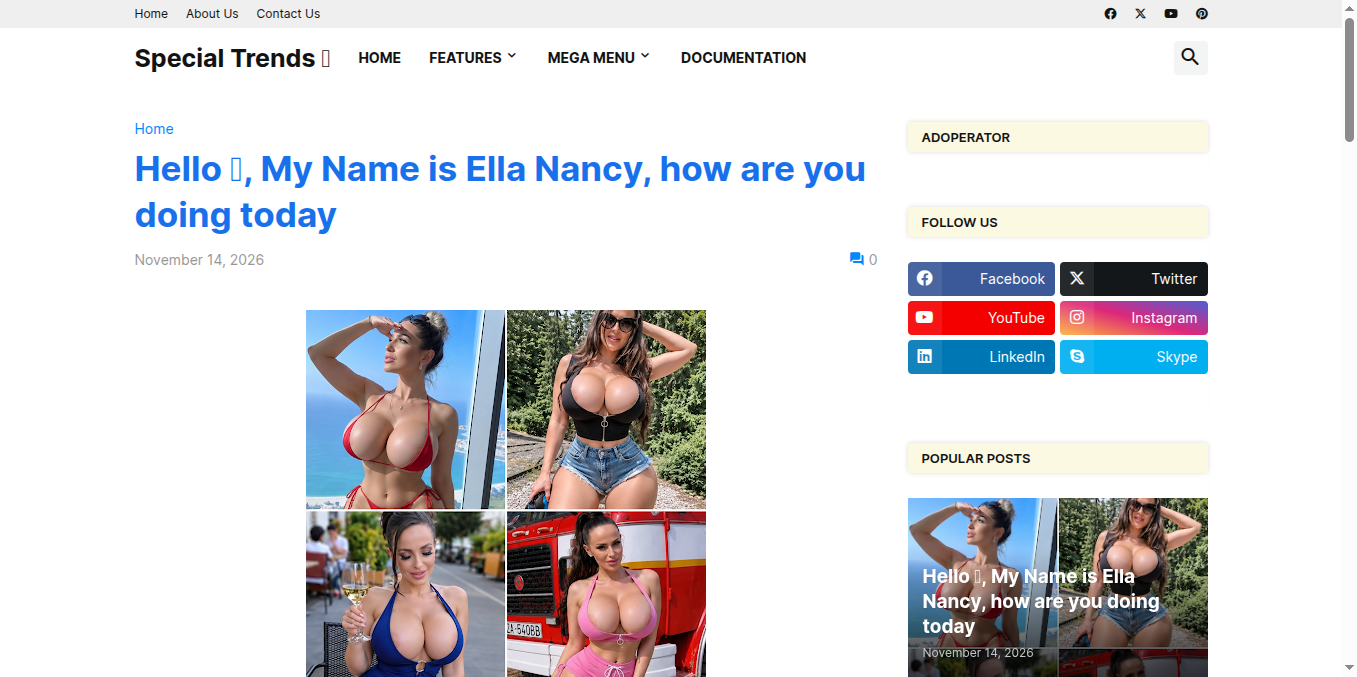 Home About Us Contact Us
Special Trends
HOME FEATURES MEGA MENU DOCUMENTATION
Home
Hello , My Name is Ella Nancy, how are you
doing today
November 14, 2026
0
ZA·540BB
ADOPERATOR
FOLLOW US
Facebook
Twitter
YouTube
Instagram
LinkedIn
Skype
POPULAR POSTS
Hello , My Name is Ella
Nancy, how are you doing
today
November 14, 2026